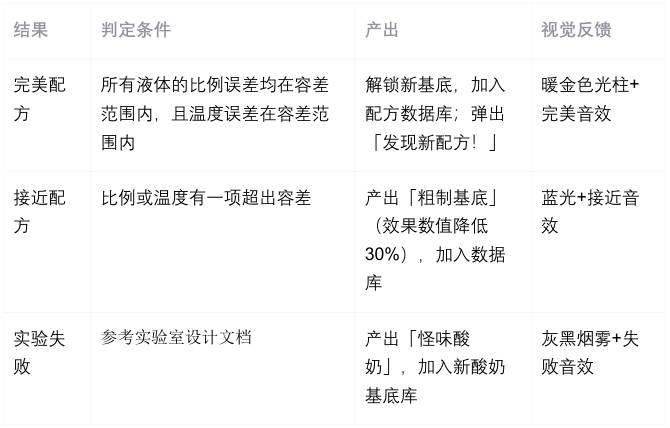 结果 判定条件 产出 视觉反馈
完美配方
所有液体的比例误差均在容差
范围内，且温度误差在容差范
围内
解锁新基底，加入
配方数据库；弹出
「发现新配方！」
暖金色光柱+
完美音效
接近配方
比例或温度有一项超出容差
产出「粗制基底」
（效果数值降低
30%），加入数据
库
蓝光+接近音
效
实验失败
参考实验室设计文档
产出「怪味酸
奶」，加入新酸奶
基底库
灰黑烟雾+失
败音效